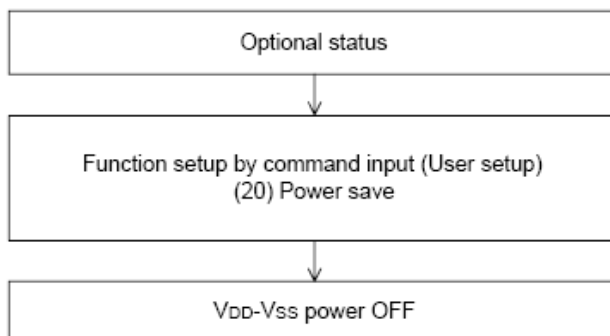 Optional status
Function setup by command input (User setup)
(20) Power save
VDD-VSS power OFF